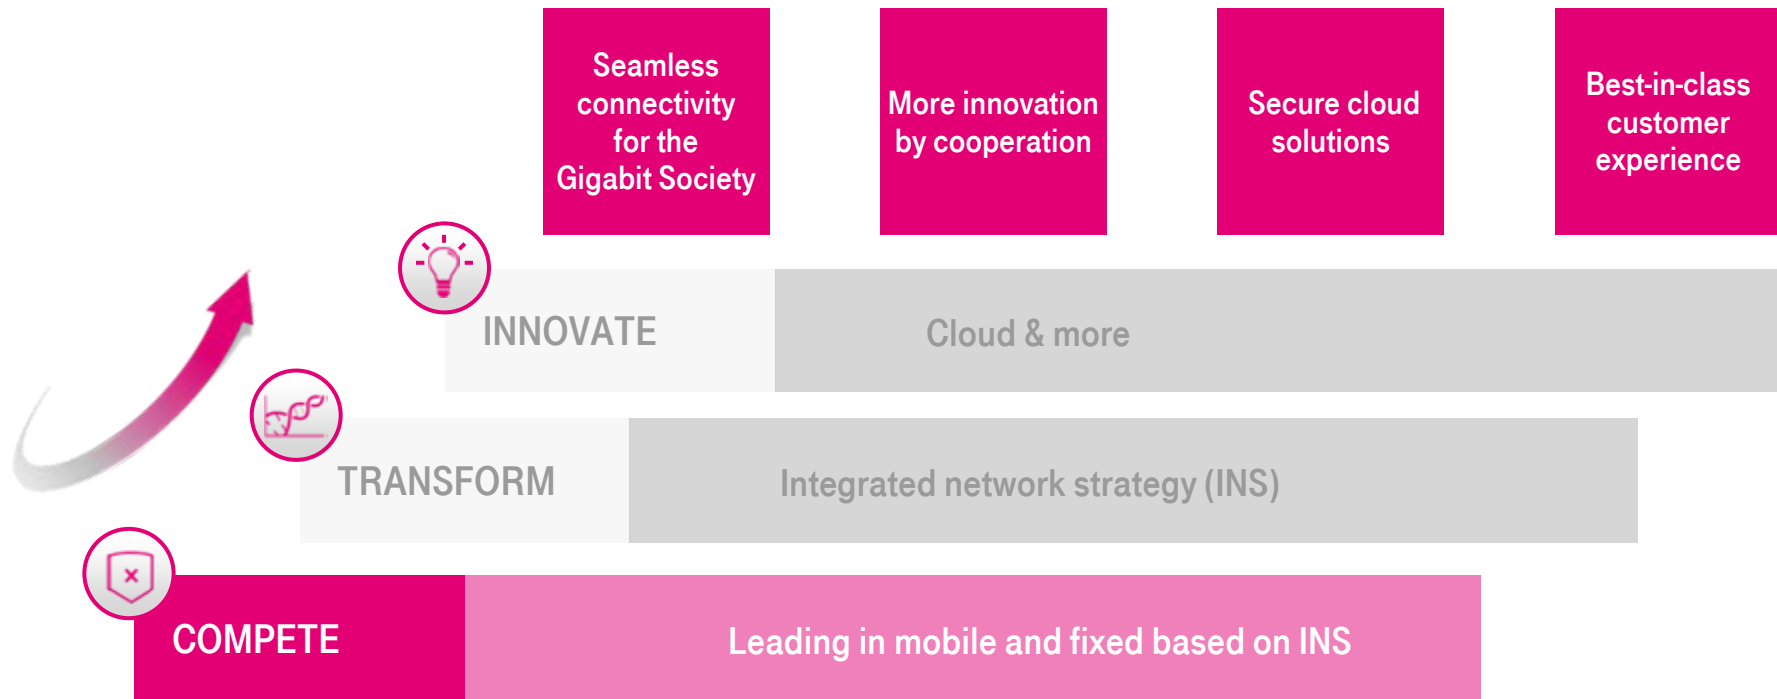 Seamless
connectivity
for the
Gigabit Society
More innovation
by cooperation
Secure cloud
solutions
Best-in-class
customer
experience
INNOVATE
Cloud & more
TRANSFORM
Integrated network strategy (INS)
COMPETE
Leading in mobile and fixed based on INS